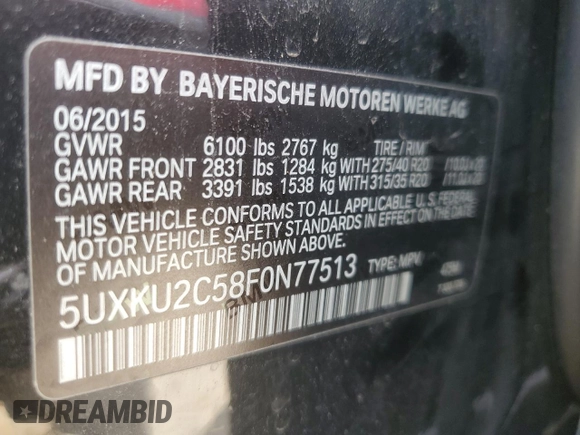 MFD BY BAYERISCHE MOTOREN WERKE AG
06/2015
GVWR 6100 lbs 2767 kg TIRE / RIM
GAWR FRONT 2831 lbs 1284 kg WITH 275/40 R20
GAWR REAR 3391 lbs 1538 kg WITH 315/35 R20
THIS VEHICLE CONFORMS TO ALL APPLICABLE U.S. FEDERAL
MOTOR VEHICLE SAFETY STANDARDS IN EFFECT ON THE DATE
OF MANUFACTURE SHOWN ABOVE.
5UXKU2C58F0N77513 TYPE: MPV
DREAMBID